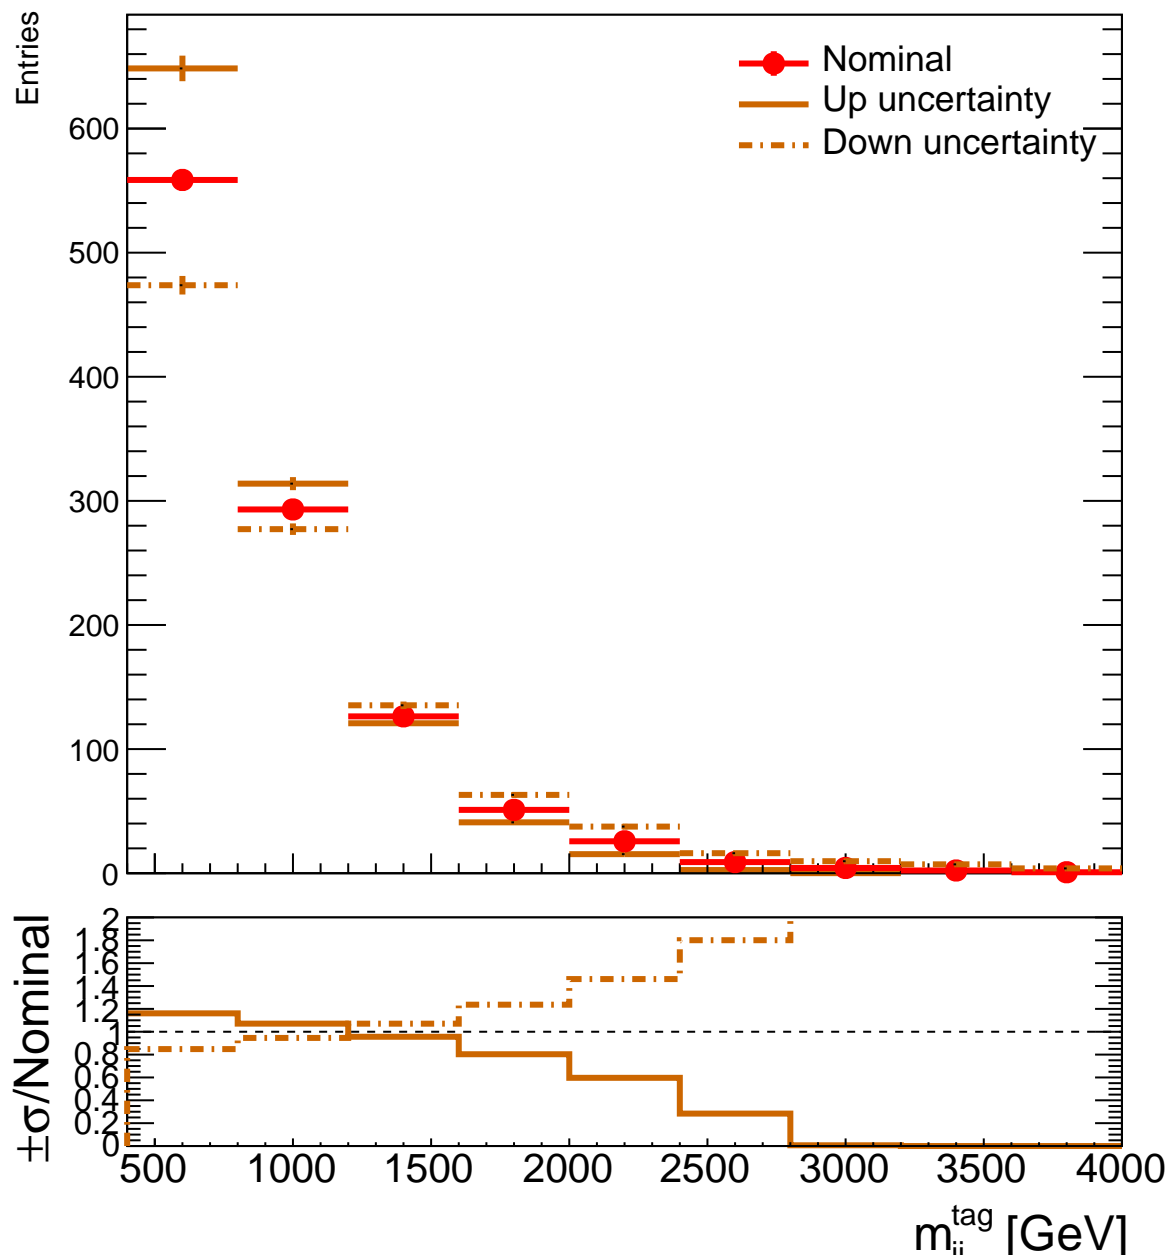 Entries
Nominal
Up uncertainty
Down uncertainty
600
500
400
300
200
100
0
±σ/Nominal
2
1.8
1.6
1.4
1.2
1
0.8
0.6
0.4
0.2
0
500 1000 1500 2000 2500 3000 3500 4000
m_jj^tag [GeV]